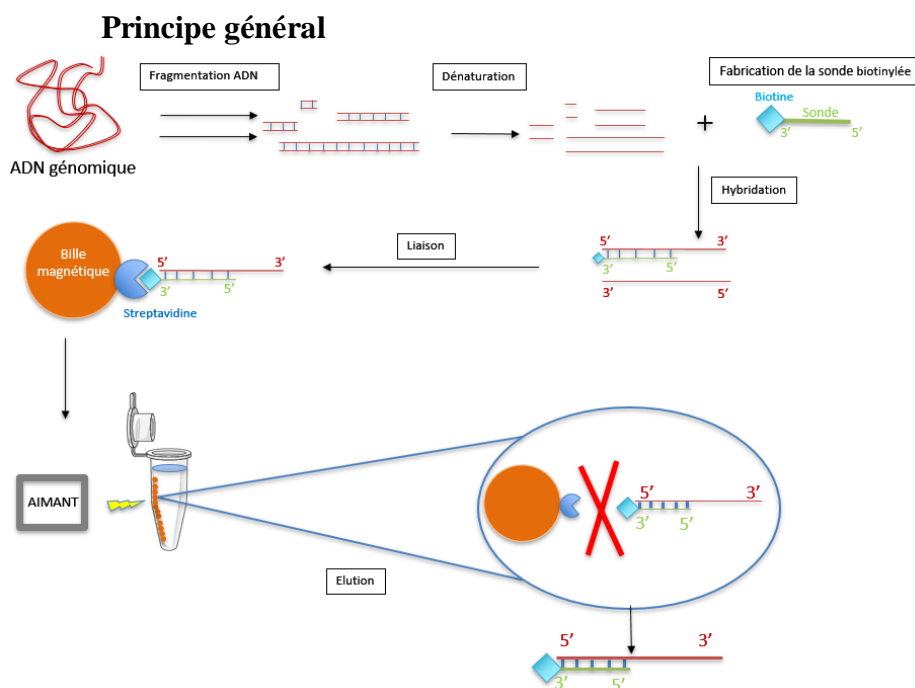 Principe général
Fragmentation ADN
Dénaturation
Fabrication de la sonde biotinylée
Biotine
Sonde
3’
5’
+
ADN génomique
Hybridation
5’
3’
3’
5’
3’
5’
Liaison
Bille
magnétique
5’
3’
3’
5’
Streptavidine
AIMANT
5’
3’
3’
5’
Elution
5’
3’
3’
5’